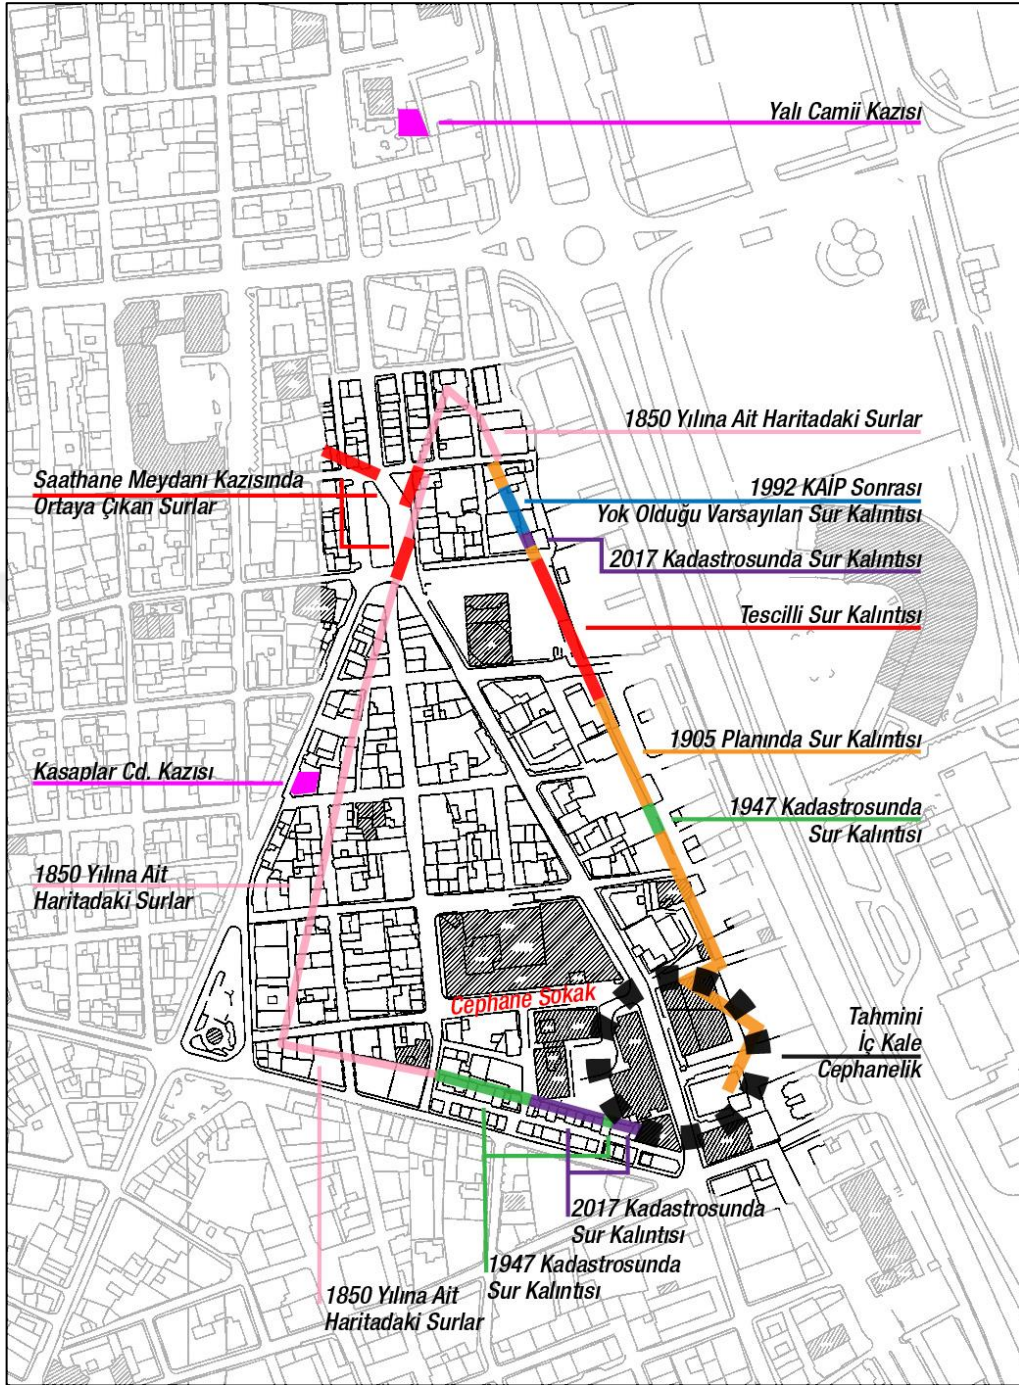 Yalı Camii Kazısı
1850 Yılına Ait Haritadaki Surlar
Saathane Meydanı Kazısında
Ortaya Çıkan Surlar
1992 KAİP Sonrası
Yok Olduğu Varsayılan Sur Kalıntısı
2017 Kadastrosunda Sur Kalıntısı
Tescilli Sur Kalıntısı
1905 Planında Sur Kalıntısı
Kasaplar Cd. Kazısı
1947 Kadastrosunda
Sur Kalıntısı
1850 Yılına Ait
Haritadaki Surlar
Cephane Sokak
Tahmini
İç Kale
Cephanelik
2017 Kadastrosunda
Sur Kalıntısı
1947 Kadastrosunda
Sur Kalıntısı
1850 Yılına Ait
Haritadaki Surlar